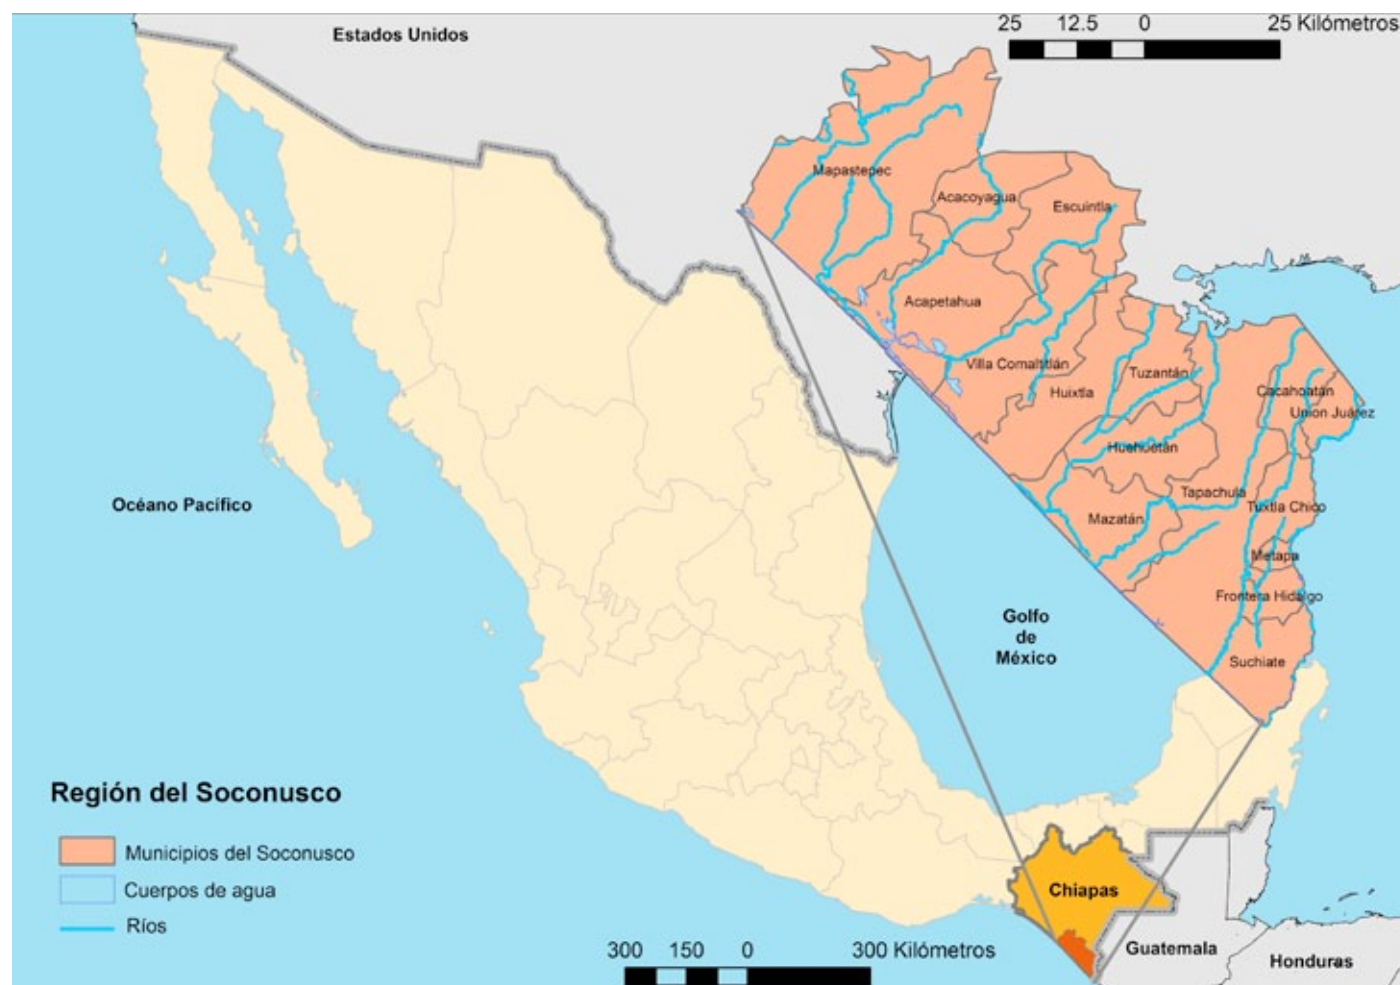 Estados Unidos
25 12.5 0 25 Kilómetros
Mapastepec
Acacoyagua
Escuintla
Acapetahua
Villa Comaltitlán
Huixtla
Tuzantán
Cacahoatán
Unión Juárez
Huehuetán
Tapachula
Tuxtla Chico
Mazatán
Metapa
Frontera Hidalgo
Suchiate
Océano Pacífico
Golfo
de
México
Región del Soconusco
Municipios del Soconusco
Cuerpos de agua
Ríos
Chiapas
Guatemala
Honduras
300 150 0 300 Kilómetros